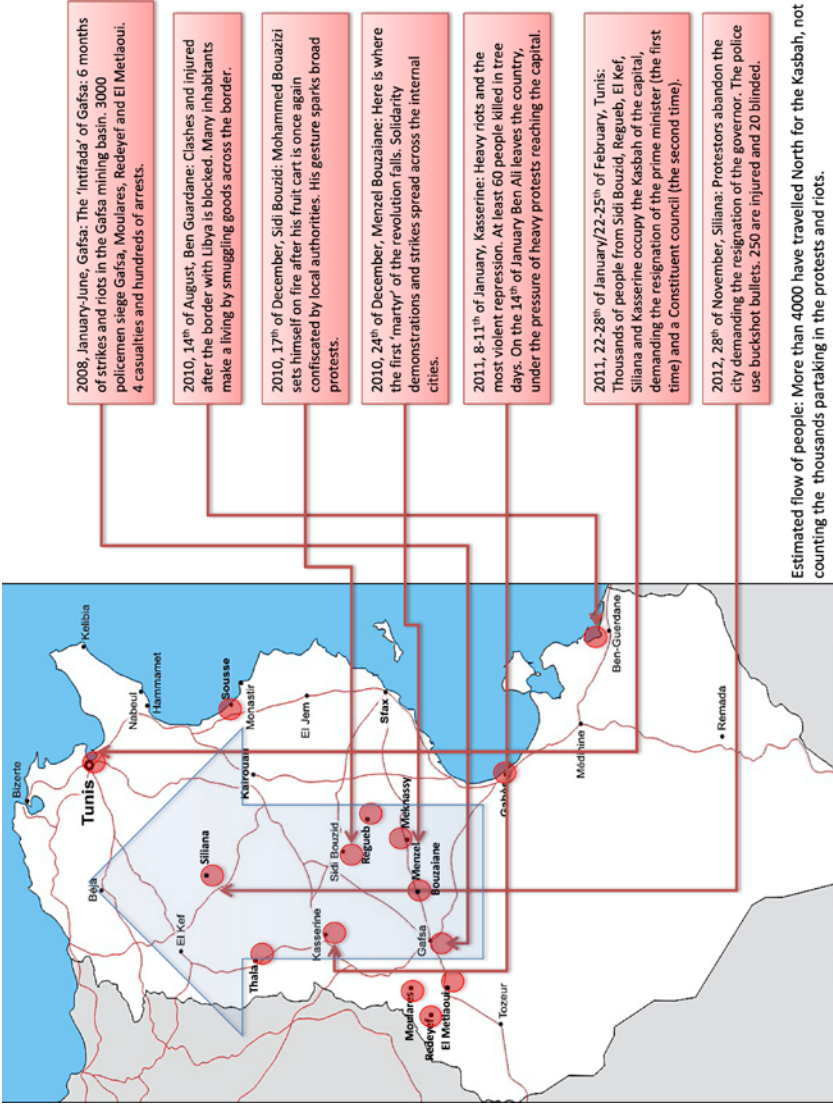 2008, January-June, Gafsa: The 'Intifada' of Gafsa: 6 months
of strikes and riots in the Gafsa mining basin. 3000
policemen siege Gafsa, Moulares, Redeyef and El Metlaoui.
4 casualties and hundreds of arrests.
2010, 14th of August, Ben Guardane: Clashes and injured
after the border with Libya is blocked. Many inhabitants
make a living by smuggling goods across the border.
2010, 17th of December, Sidi Bouzid: Mohammed Bouazizi
sets himself on fire after his fruit cart is once again
confiscated by local authorities. His gesture sparks broad
protests.
2010, 24th of December, Menzel Bouzaiane: Here is where
the first 'martyr' of the revolution falls. Solidarity
demonstrations and strikes spread across the internal
cities.
2011, 8-11th of January, Kasserine: Heavy riots and the
most violent repression. At least 60 people killed in tree
days. On the 14th of January Ben Ali leaves the country,
under the pressure of heavy protests reaching the capital.
2011, 22-28th of January/22-25th of February, Tunis:
Thousands of people from Sidi Bouzid, Regueb, El Kef,
Siliana and Kasserine occupy the Kasbah of the capital,
demanding the resignation of the prime minister (the first
time) and a Constituent council (the second time).
2012, 28th of November, Siliana: Protestors abandon the
city demanding the resignation of the governor. The police
use buckshot bullets. 250 are injured and 20 blinded.
Estimated flow of people: More than 4000 have travelled North for the Kasbah, not
counting the thousands partaking in the protests and riots.
Bizerte
Tunis
Kelibia
Béja
Nabeul
Hammamet
El Kef
Siliana
Sousse
Monastir
Thala
Kairouan
El Jem
Kasserine
Sidi Bouzid
Regueb
Sfax
Meknassy
Moulares
Redeyef
El Metlaoui
Gafsa
Menzel
Bouzaiane
Gabès
Tozeur
Médinine
Ben-Guerdane
Remada